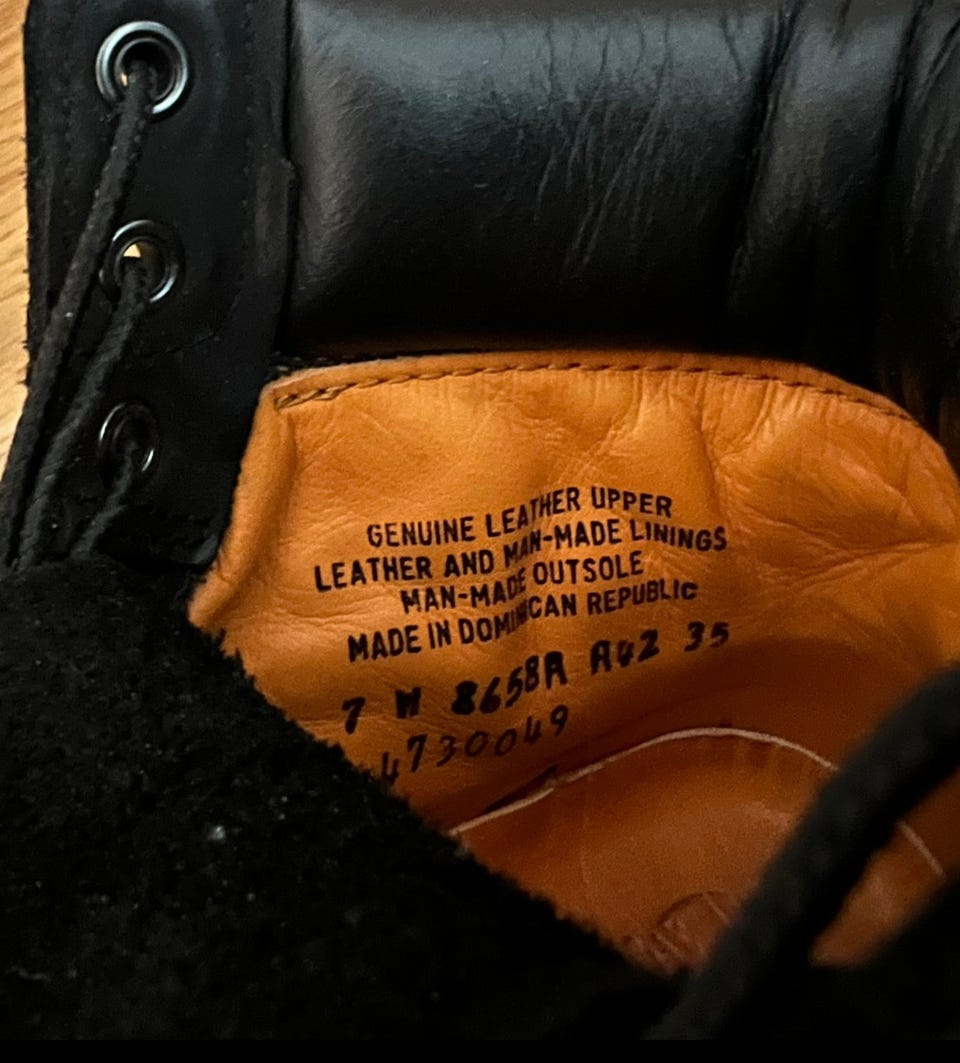 GENUINE LEATHER UPPER
LEATHER AND MAN-MADE LININGS
MAN-MADE OUTSOLE
MADE IN DOMINICAN REPUBLIC
7 M 8658A A42 35
4730049